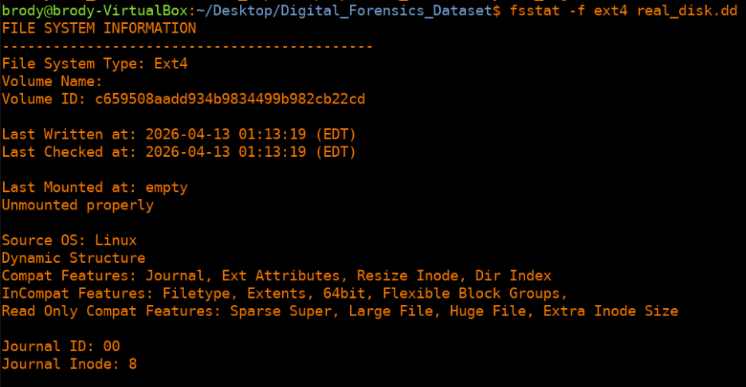 brody@brody-VirtualBox:~/Desktop/Digital_Forensics_Dataset$ fsstat -f ext4 real_disk.dd
FILE SYSTEM INFORMATION
--------------------------------------------
File System Type: Ext4
Volume Name:
Volume ID: c659508aadd934b9834499b982cb22cd
Last Written at: 2026-04-13 01:13:19 (EDT)
Last Checked at: 2026-04-13 01:13:19 (EDT)
Last Mounted at: empty
Unmounted properly
Source OS: Linux
Dynamic Structure
Compat Features: Journal, Ext Attributes, Resize Inode, Dir Index
InCompat Features: Filetype, Extents, 64bit, Flexible Block Groups,
Read Only Compat Features: Sparse Super, Large File, Huge File, Extra Inode Size
Journal ID: 00
Journal Inode: 8